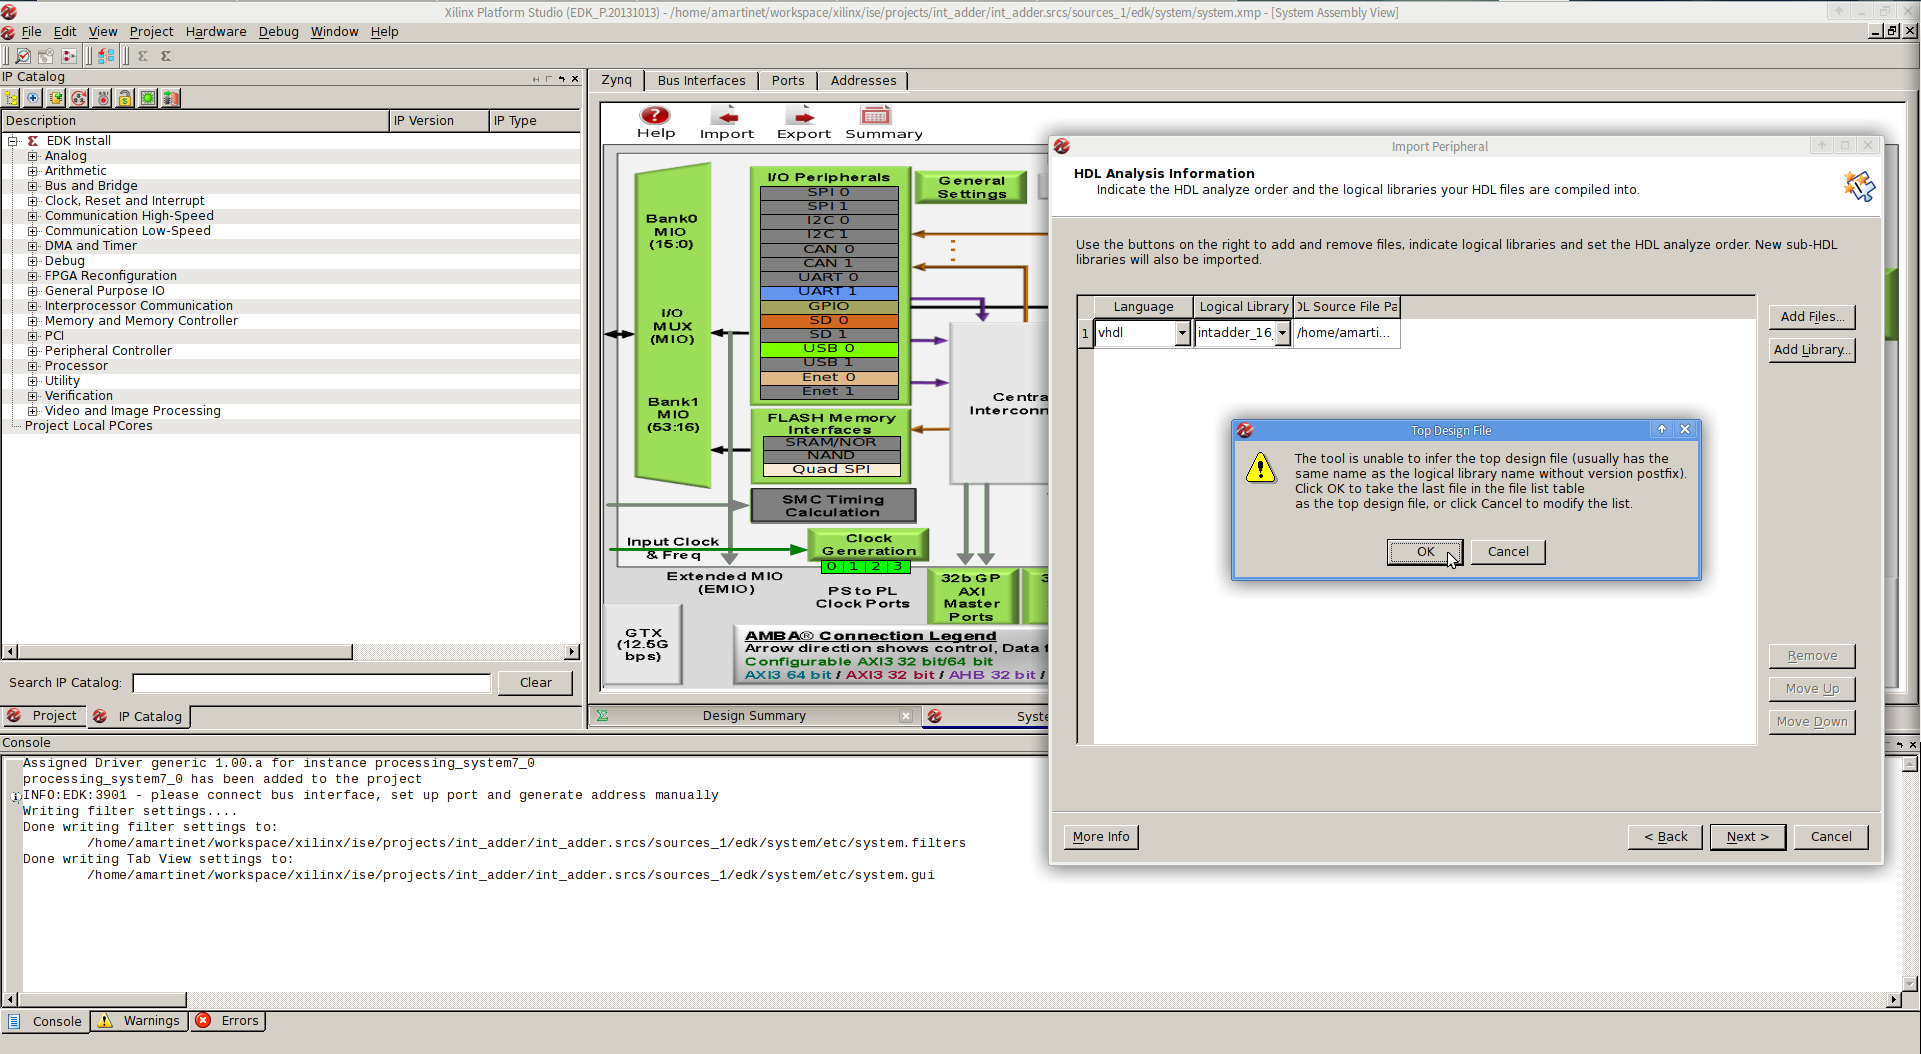 Xilinx Platform Studio (EDK_P.20131013) - /home/amartinet/workspace/xilinx/ise/projects/int_adder/int_adder.srcs/sources_1/edk/system/system.xmp - [System Assembly View]
File Edit View Project Hardware Debug Window Help
IP Catalog
Description IP Version IP Type
EDK Install
Analog
Arithmetic
Bus and Bridge
Clock, Reset and Interrupt
Communication High-Speed
Communication Low-Speed
DMA and Timer
Debug
FPGA Reconfiguration
General Purpose IO
Interprocessor Communication
Memory and Memory Controller
PCI
Peripheral Controller
Processor
Utility
Verification
Video and Image Processing
Project Local PCores
Search IP Catalog: Clear
Project IP Catalog
Zynq Bus Interfaces Ports Addresses
Help Import Export Summary
Bank0
MIO
(15:0)
I/O
MUX
(MIO)
Bank1
MIO
(53:16)
I/O Peripherals
SPI 0
SPI 1
I2C 0
I2C 1
CAN 0
CAN 1
UART 0
UART 1
GPIO
SD 0
SD 1
USB 0
USB 1
Enet 0
Enet 1
General
Settings
FLASH Memory
Interfaces
SRAM/NOR
NAND
Quad SPI
SMC Timing
Calculation
Input Clock
& Freq
Clock
Generation
0 1 2 3
Extended MIO
(EMIO)
PS to PL
Clock Ports
32b GP
AXI
Master
Ports
3
Centra
Interconn
GTX
(12.5G
bps)
AMBA® Connection Legend
Arrow direction shows control, Data f
Configurable AXI3 32 bit/64 bit
AXI3 64 bit / AXI3 32 bit / AHB 32 bit /
Design Summary Syste
Import Peripheral
HDL Analysis Information
Indicate the HDL analyze order and the logical libraries your HDL files are compiled into.
Use the buttons on the right to add and remove files, indicate logical libraries and set the HDL analyze order. New sub-HDL
libraries will also be imported.
Language Logical Library DL Source File Pa
1 vhdl intadder_16_ /home/amarti...
Add Files...
Add Library...
Top Design File
The tool is unable to infer the top design file (usually has the
same name as the logical library name without version postfix).
Click OK to take the last file in the file list table
as the top design file, or click Cancel to modify the list.
OK Cancel
Remove
Move Up
Move Down
More Info < Back Next > Cancel
Console
Assigned Driver generic 1.00.a for instance processing_system7_0
processing_system7_0 has been added to the project
INFO:EDK:3901 - please connect bus interface, set up port and generate address manually
Writing filter settings....
Done writing filter settings to:
/home/amartinet/workspace/xilinx/ise/projects/int_adder/int_adder.srcs/sources_1/edk/system/etc/system.filters
Done writing Tab View settings to:
/home/amartinet/workspace/xilinx/ise/projects/int_adder/int_adder.srcs/sources_1/edk/system/etc/system.gui
Console Warnings Errors